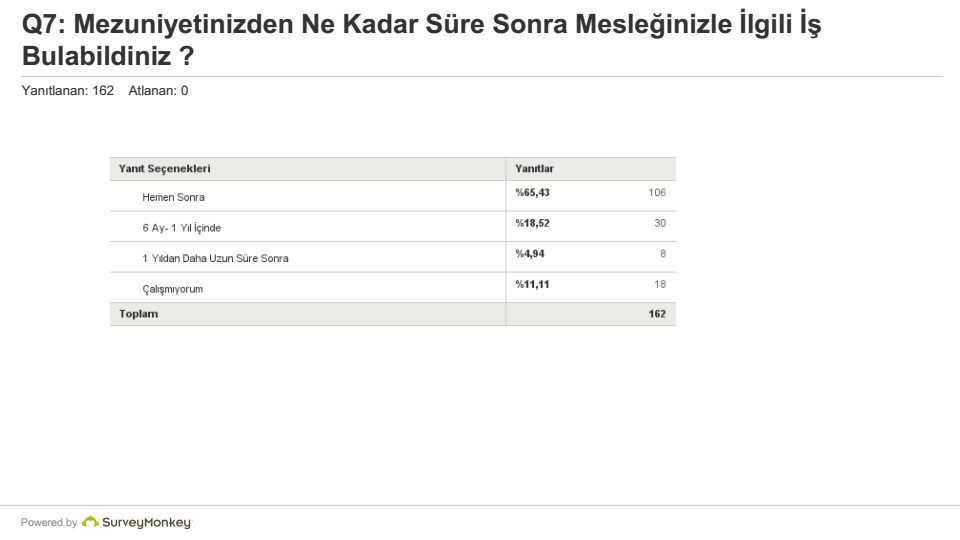 Q7: Mezuniyetinizden Ne Kadar Süre Sonra Mesleğinizle İlgili İş
Bulabildiniz ?
Yanıtlanan: 162 Atlanan: 0
Yanıt Seçenekleri Yanıtlar
Hemen Sonra %65,43 106
6 Ay- 1 Yıl İçinde %18,52 30
1 Yıldan Daha Uzun Süre Sonra %4,94 8
Çalışmıyorum %11,11 18
Toplam 162
Powered by SurveyMonkey